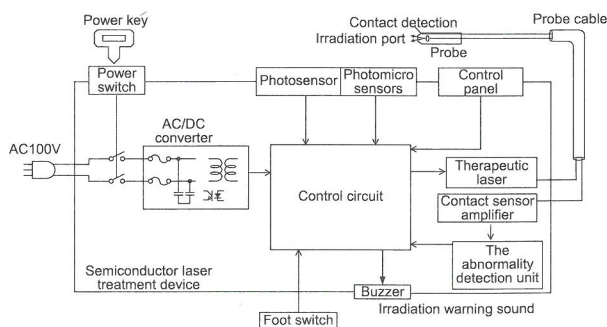 Power key
Contact detection
Probe cable
Irradiation port
Probe
Power
switch
Photosensor
Photomicro
sensors
Control
panel
AC/DC
converter
AC100V
Control circuit
Therapeutic
laser
Contact sensor
amplifier
The
abnormality
detection unit
Semiconductor laser
treatment device
Buzzer
Irradiation warning sound
Foot switch